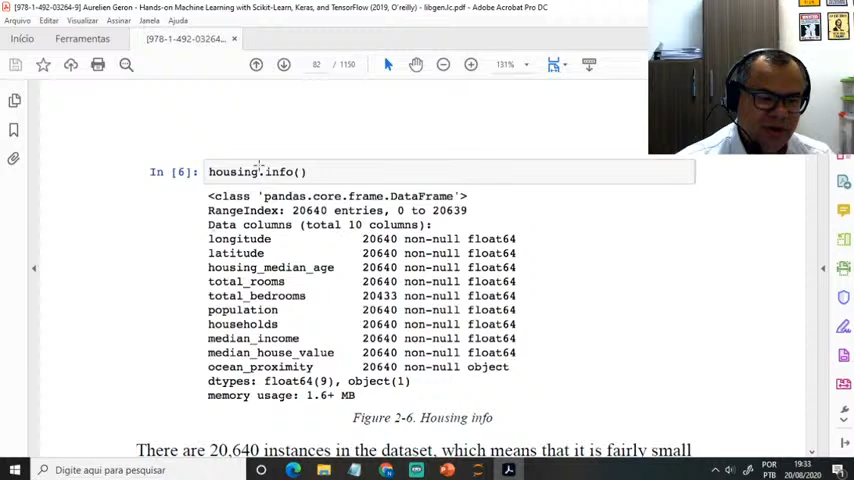 [978-1-492-03264-9] Aurelien Geron - Hands-on Machine Learning with Scikit-Learn, Keras, and TensorFlow (2019, O'reilly) - libgen.lc.pdf - Adobe Acrobat Pro DC
Arquivo Editar Visualizar Assinar Janela Ajuda
Início Ferramentas [978-1-492-03264... ×
82 / 1150 131%
In [6]: housing.info()
<class 'pandas.core.frame.DataFrame'>
RangeIndex: 20640 entries, 0 to 20639
Data columns (total 10 columns):
longitude 20640 non-null float64
latitude 20640 non-null float64
housing_median_age 20640 non-null float64
total_rooms 20640 non-null float64
total_bedrooms 20433 non-null float64
population 20640 non-null float64
households 20640 non-null float64
median_income 20640 non-null float64
median_house_value 20640 non-null float64
ocean_proximity 20640 non-null object
dtypes: float64(9), object(1)
memory usage: 1.6+ MB
Figure 2-6. Housing info
There are 20,640 instances in the dataset, which means that it is fairly small
Digite aqui para pesquisar
POR
PTB
19:33
20/08/2020